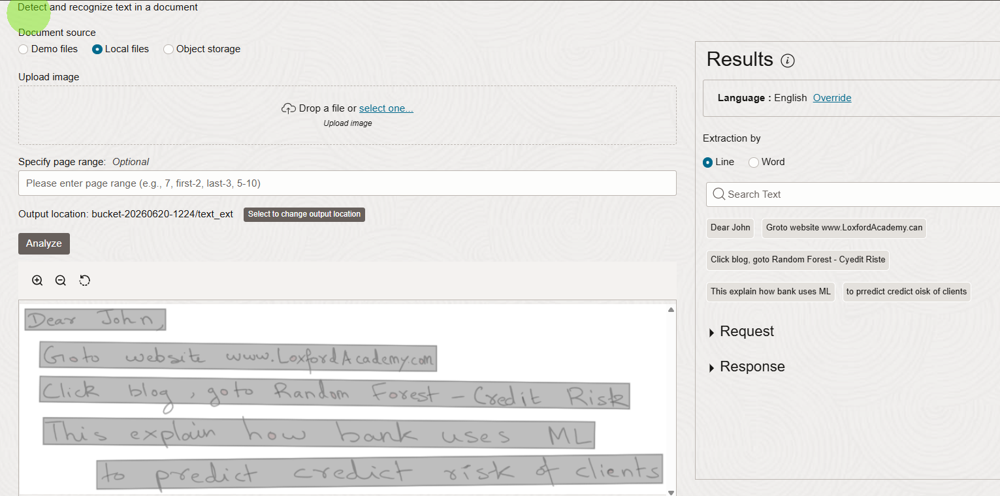 Detect and recognize text in a document
Document source
Demo files Local files Object storage
Upload image
Drop a file or select one...
Upload image
Specify page range: Optional
Please enter page range (e.g., 7, first-2, last-3, 5-10)
Output location: bucket-20260620-1224/text_ext Select to change output location
Analyze
Dear John,
Goto website www.LoxfordAcademy.com
Click blog, goto Random Forest - Credit Risk
This explain how bank uses ML
to predict credict risk of clients
Results i
Language : English Override
Extraction by
Line Word
Search Text
Dear John Groto website www.LoxfordAcademy.can
Click blog, goto Random Forest - Cyedit Riste
This explain how bank uses ML to prredict credict oisk of clients
Request
Response